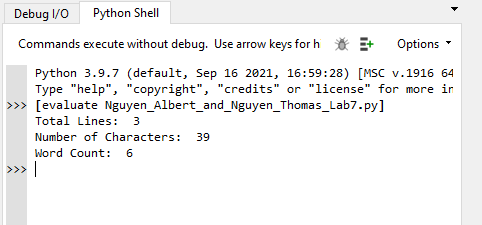 Debug I/O Python Shell
Commands execute without debug. Use arrow keys for h Options
Python 3.9.7 (default, Sep 16 2021, 16:59:28) [MSC v.1916 64
Type "help", "copyright", "credits" or "license" for more in
>>> [evaluate Nguyen_Albert_and_Nguyen_Thomas_Lab7.py]
Total Lines:  3
Number of Characters:  39
Word Count:  6
>>>